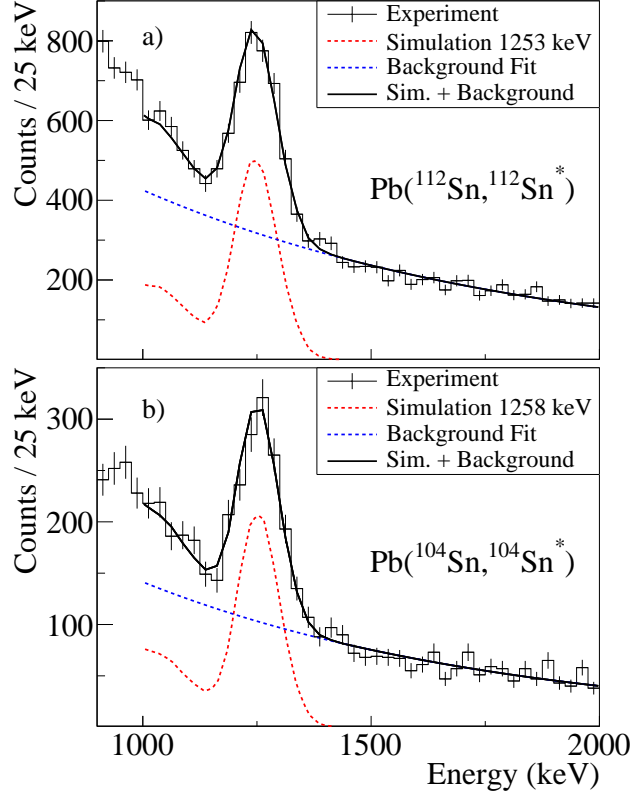 800
600
400
200
Counts / 25 keV
a)
Experiment
Simulation 1253 keV
Background Fit
Sim. + Background
Pb(¹¹²Sn,¹¹²Sn*)
300
200
100
Counts / 25 keV
b)
Experiment
Simulation 1258 keV
Background Fit
Sim. + Background
Pb(¹⁰⁴Sn,¹⁰⁴Sn*)
1000 1500 2000
Energy (keV)